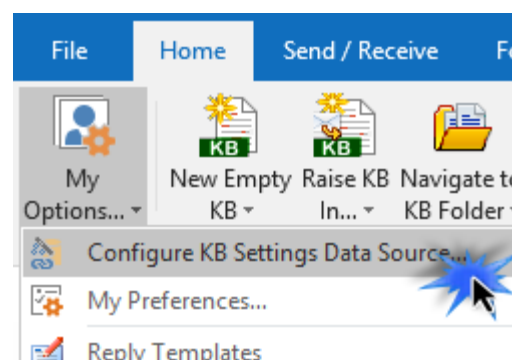 File Home Send / Receive
KB KB
My New Empty Raise KB Navigate to
Options... KB In... KB Folder
Configure KB Settings Data Source...
My Preferences...
Reply Templates